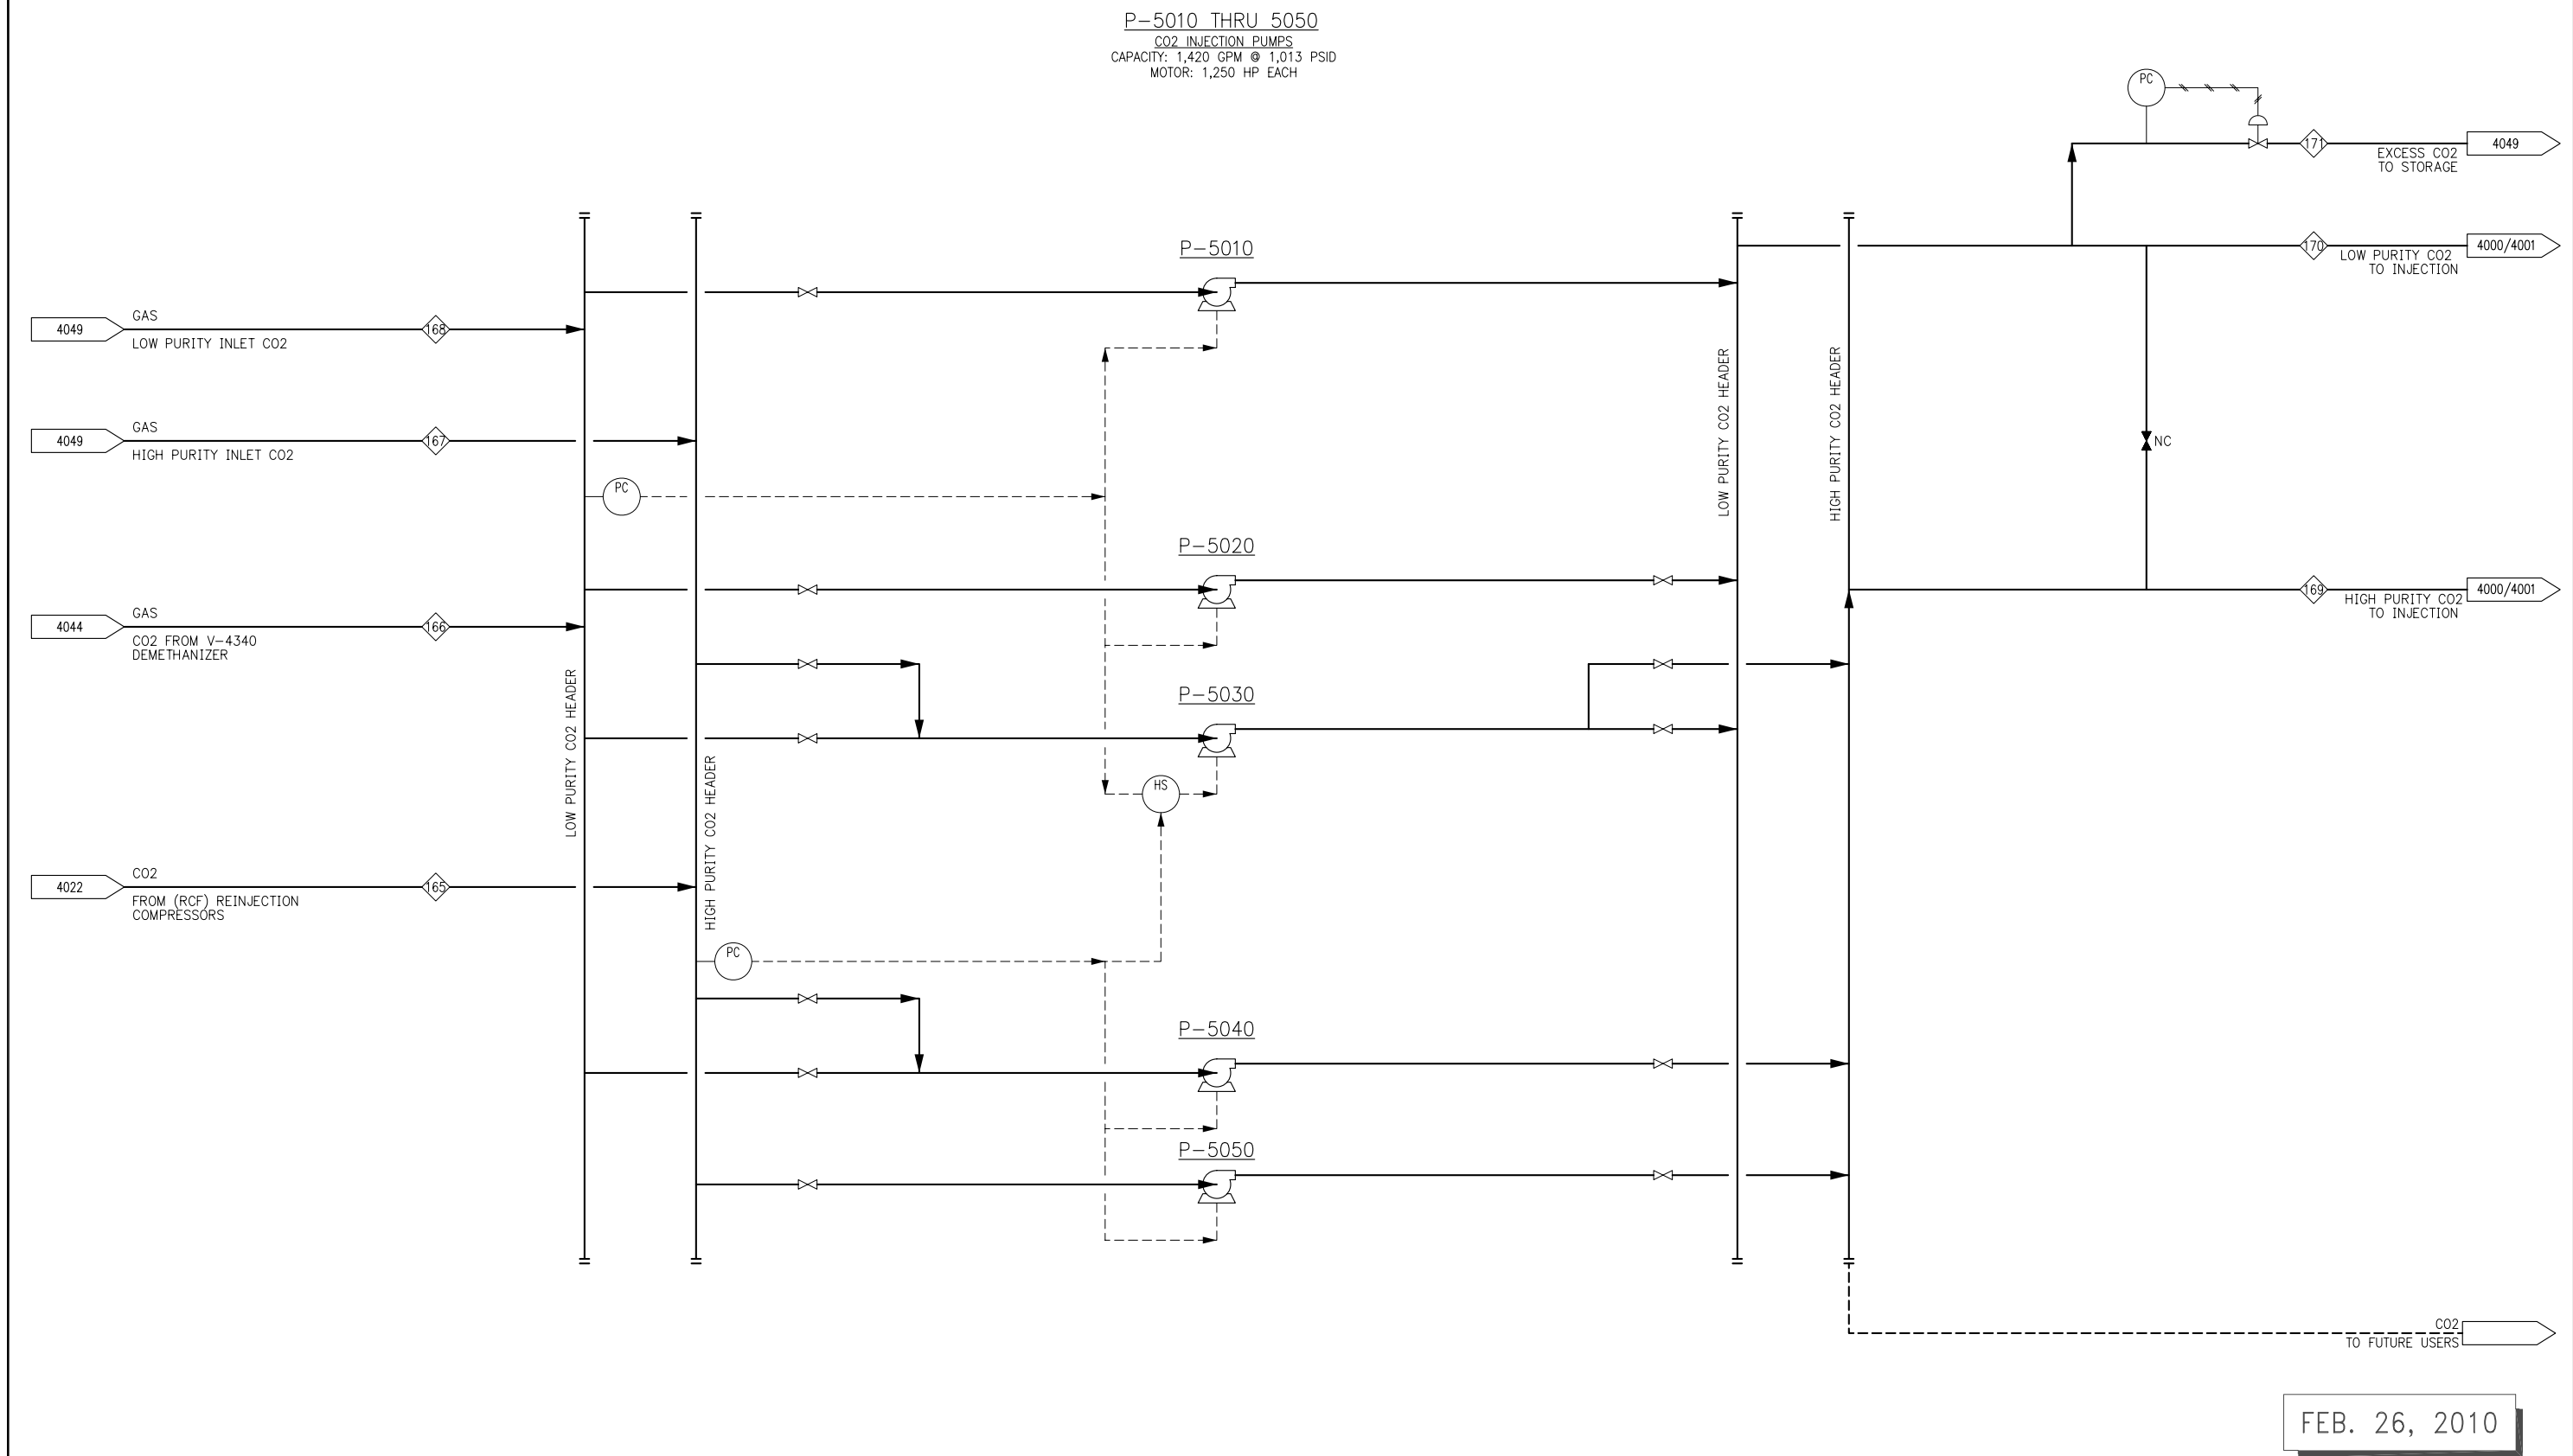 P-5010 THRU 5050
CO2 INJECTION PUMPS
CAPACITY: 1,420 GPM @ 1,013 PSID
MOTOR: 1,250 HP EACH
PC
171
EXCESS CO2
TO STORAGE
4049
P-5010
170
LOW PURITY CO2
TO INJECTION
4000/4001
4049
GAS
168
LOW PURITY INLET CO2
4049
GAS
167
HIGH PURITY INLET CO2
LOW PURITY CO2 HEADER
HIGH PURITY CO2 HEADER
NC
PC
P-5020
169
HIGH PURITY CO2
TO INJECTION
4000/4001
4044
GAS
166
CO2 FROM V-4340
DEMETHANIZER
P-5030
LOW PURITY CO2 HEADER
HIGH PURITY CO2 HEADER
HS
4022
CO2
165
FROM (RCF) REINJECTION
COMPRESSORS
PC
P-5040
P-5050
CO2
TO FUTURE USERS
FEB. 26, 2010